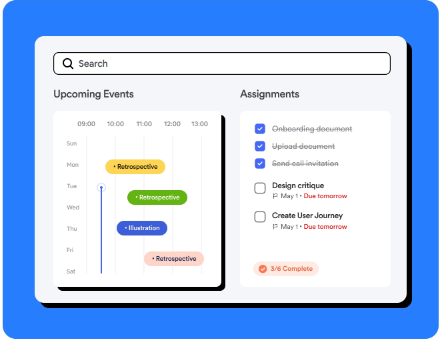 Search
Upcoming Events
09:00 10:00 11:00 12:00 13:00
Sun
Mon
• Retrospective
Tue
• Retrospective
Wed
Thu
• Illustration
Fri
• Retrospective
Sat
Assignments
Onboarding document
Upload document
Send call invitation
Design critique
May 1 • Due tomorrow
Create User Journey
May 1 • Due tomorrow
3/6 Complete